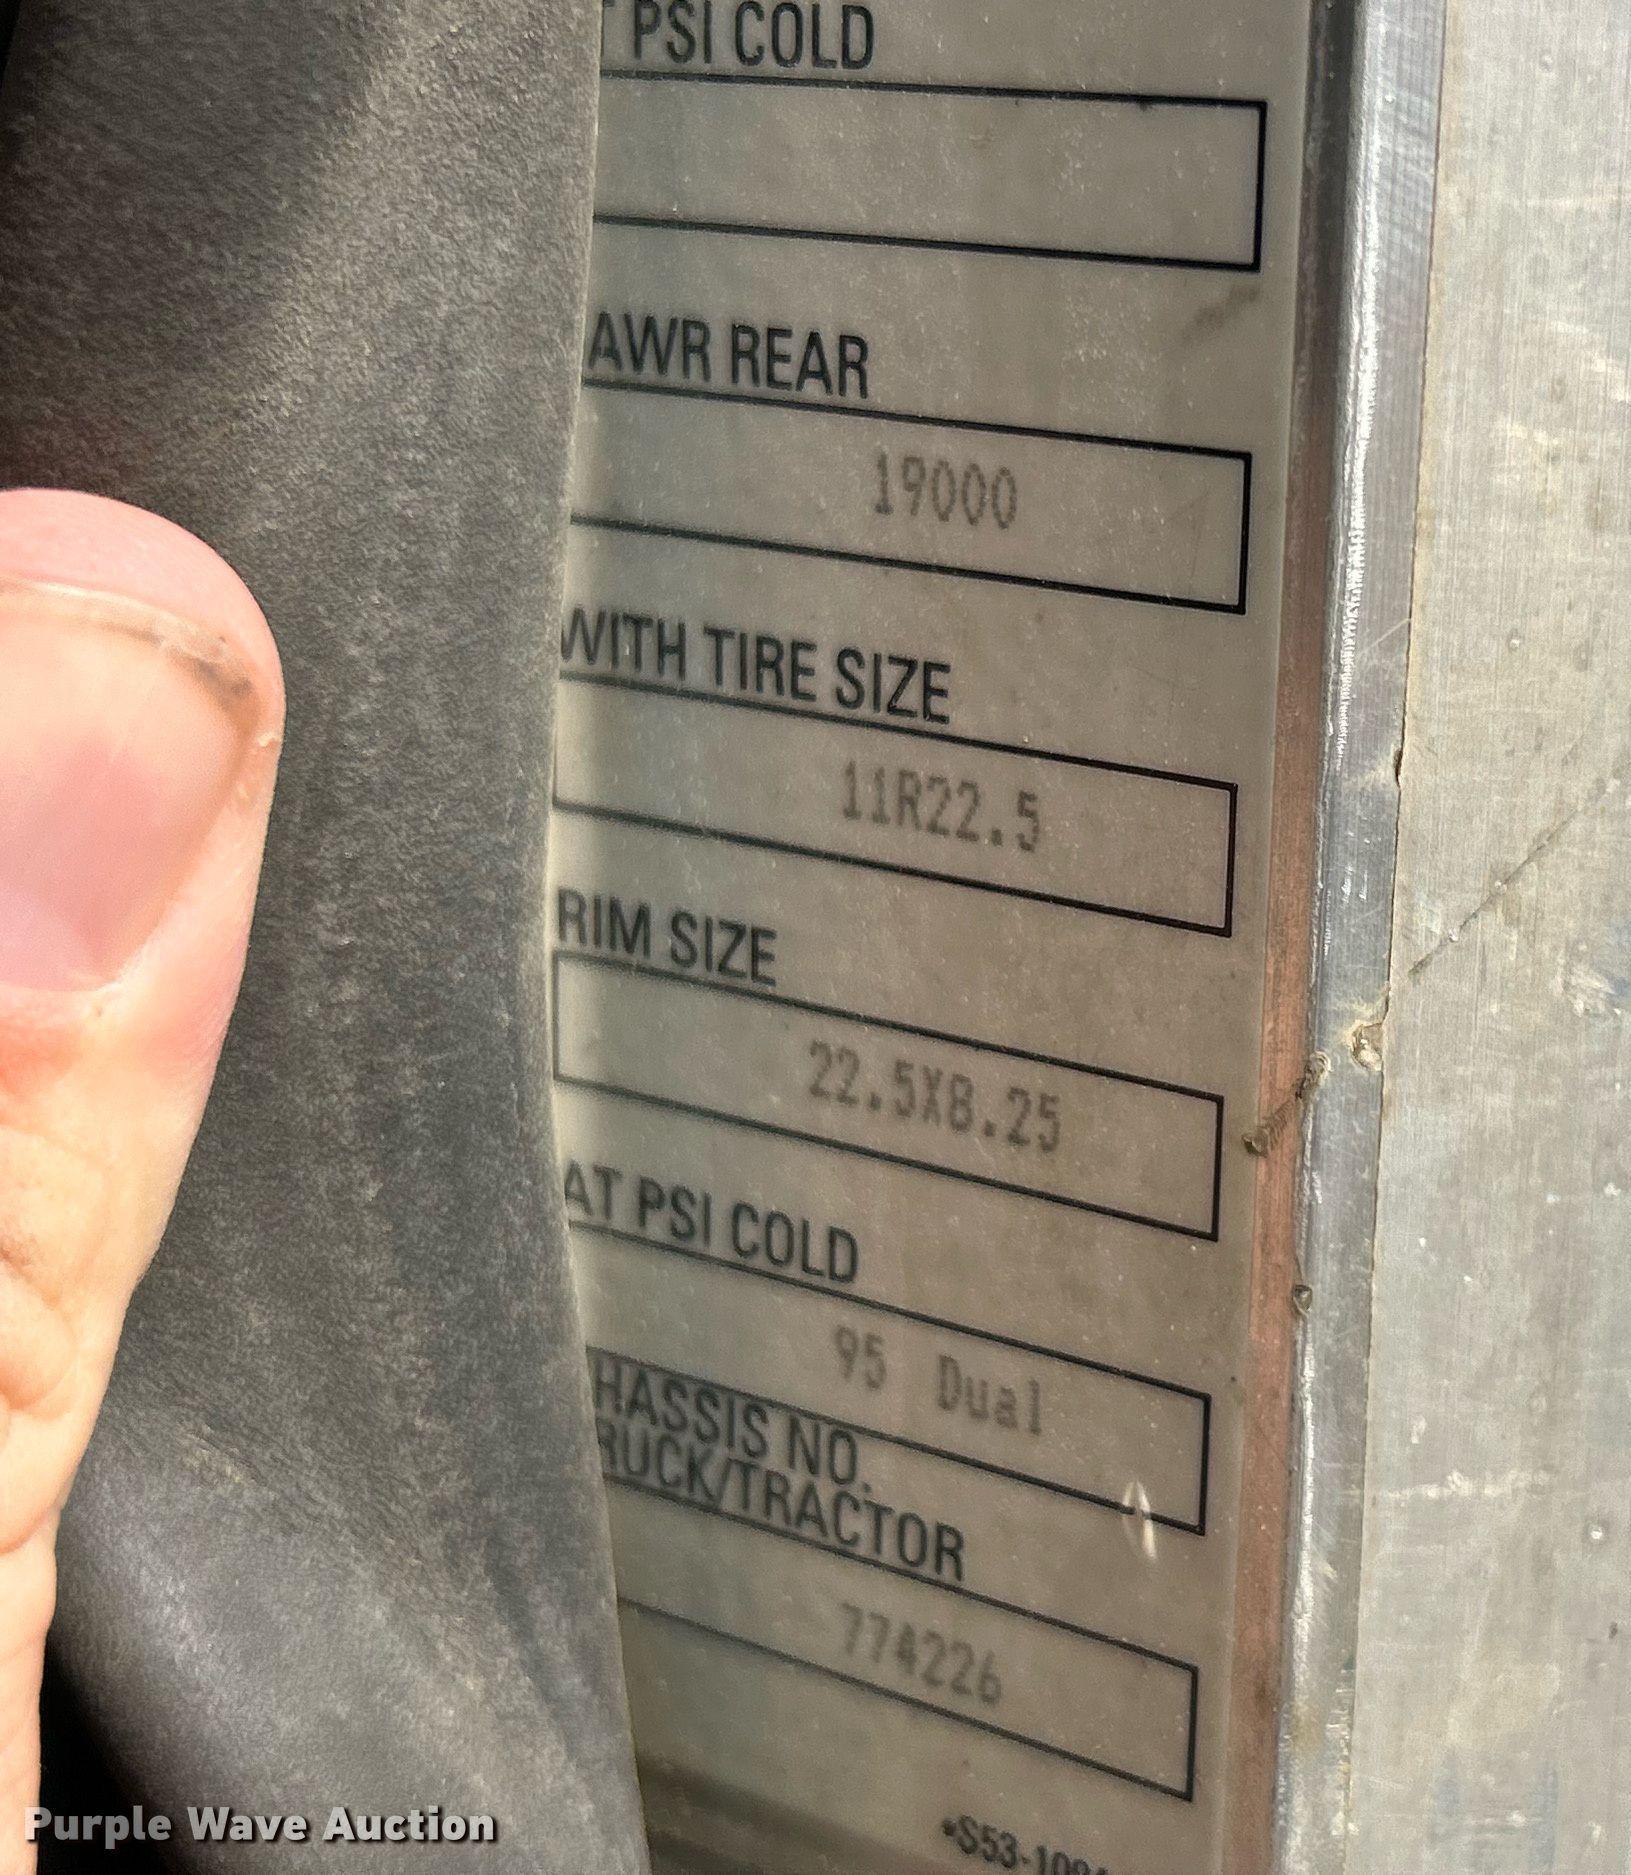 T PSI COLD
AWR REAR
19000
WITH TIRE SIZE
11R22.5
RIM SIZE
22.5X8.25
AT PSI COLD
95 Dual
HASSIS NO.
RUCK/TRACTOR
774226
Purple Wave Auction